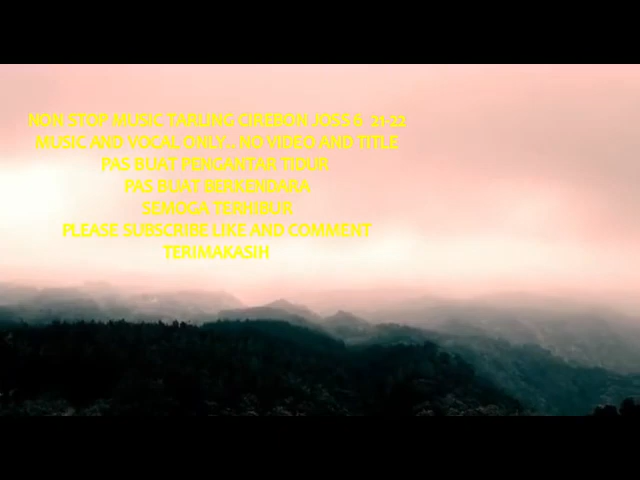 NON STOP MUSIC TARLING CIREBON JOSS 6  21-22
MUSIC AND VOCAL ONLY... NO VIDEO AND TITLE
PAS BUAT PENGANTAR TIDUR
PAS BUAT BERKENDARA
SEMOGA TERHIBUR
PLEASE SUBSCRIBE LIKE AND COMMENT
TERIMAKASIH